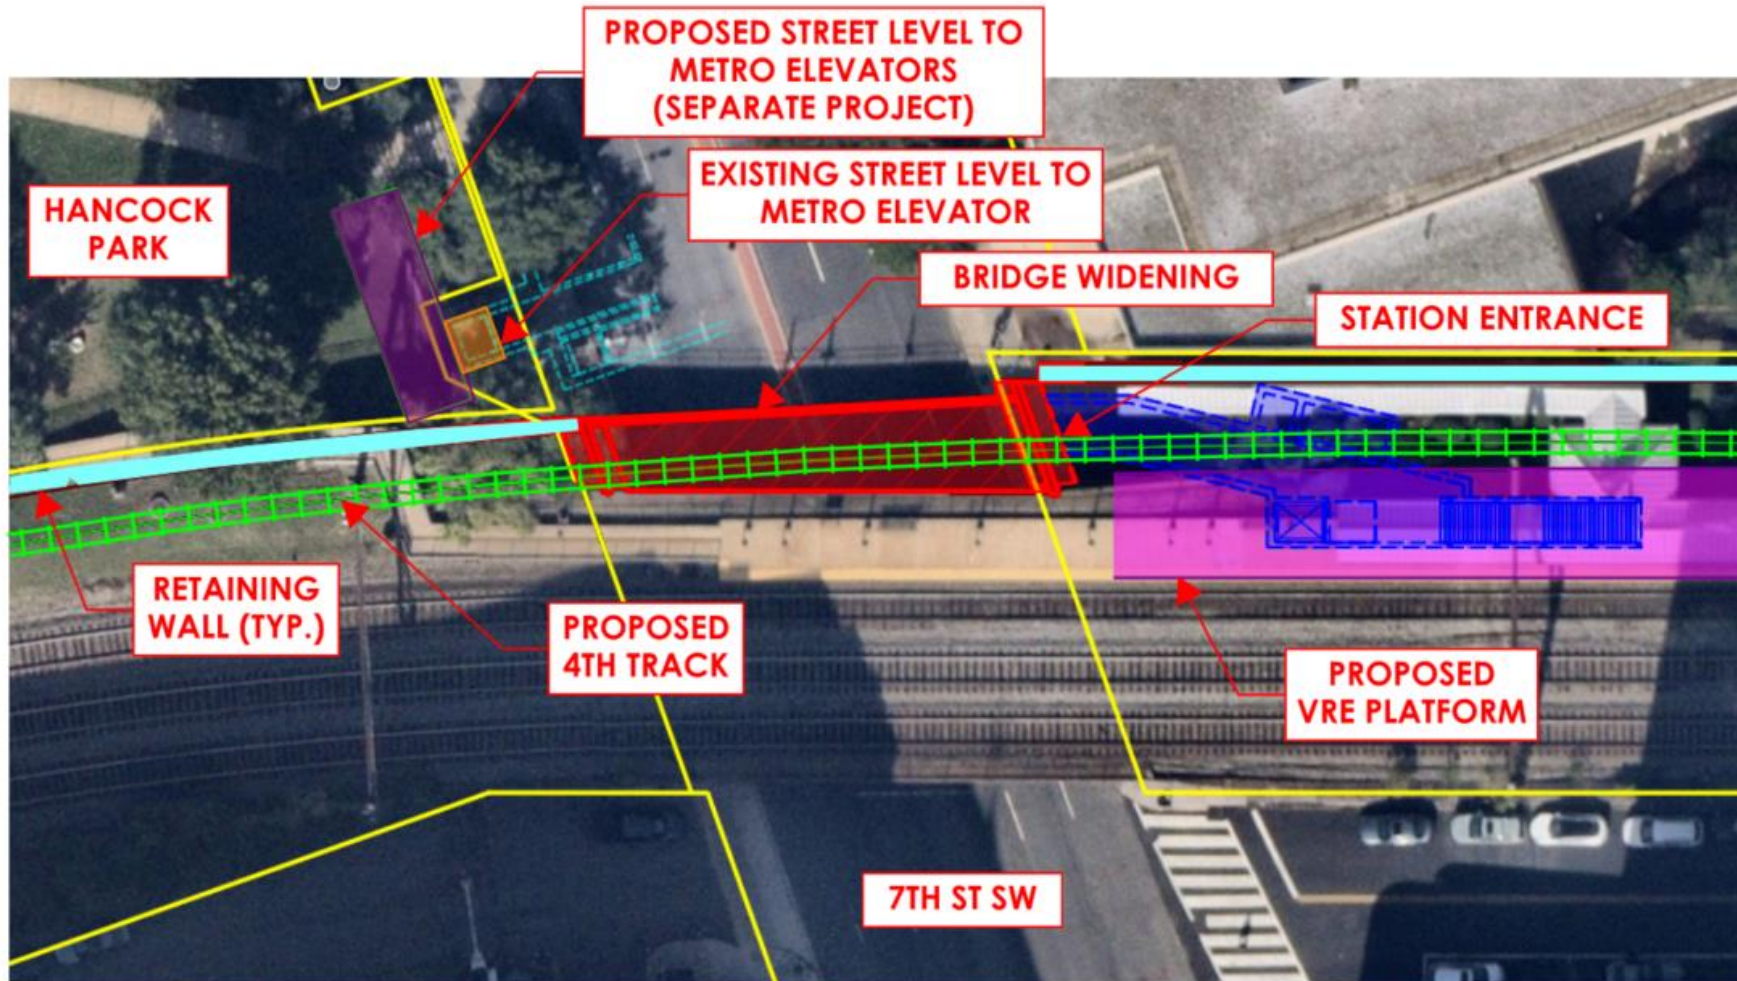 PROPOSED STREET LEVEL TO
METRO ELEVATORS
(SEPARATE PROJECT)
EXISTING STREET LEVEL TO
METRO ELEVATOR
HANCOCK
PARK
BRIDGE WIDENING
STATION ENTRANCE
RETAINING
WALL (TYP.)
PROPOSED
4TH TRACK
PROPOSED
VRE PLATFORM
7TH ST SW